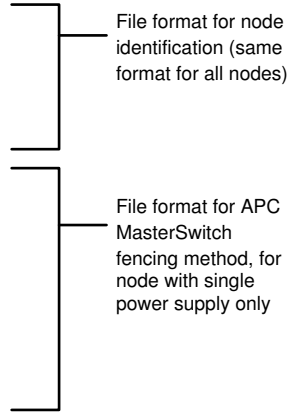 File format for node
identification (same
format for all nodes)
File format for APC
MasterSwitch
fencing method, for
node with single
power supply only